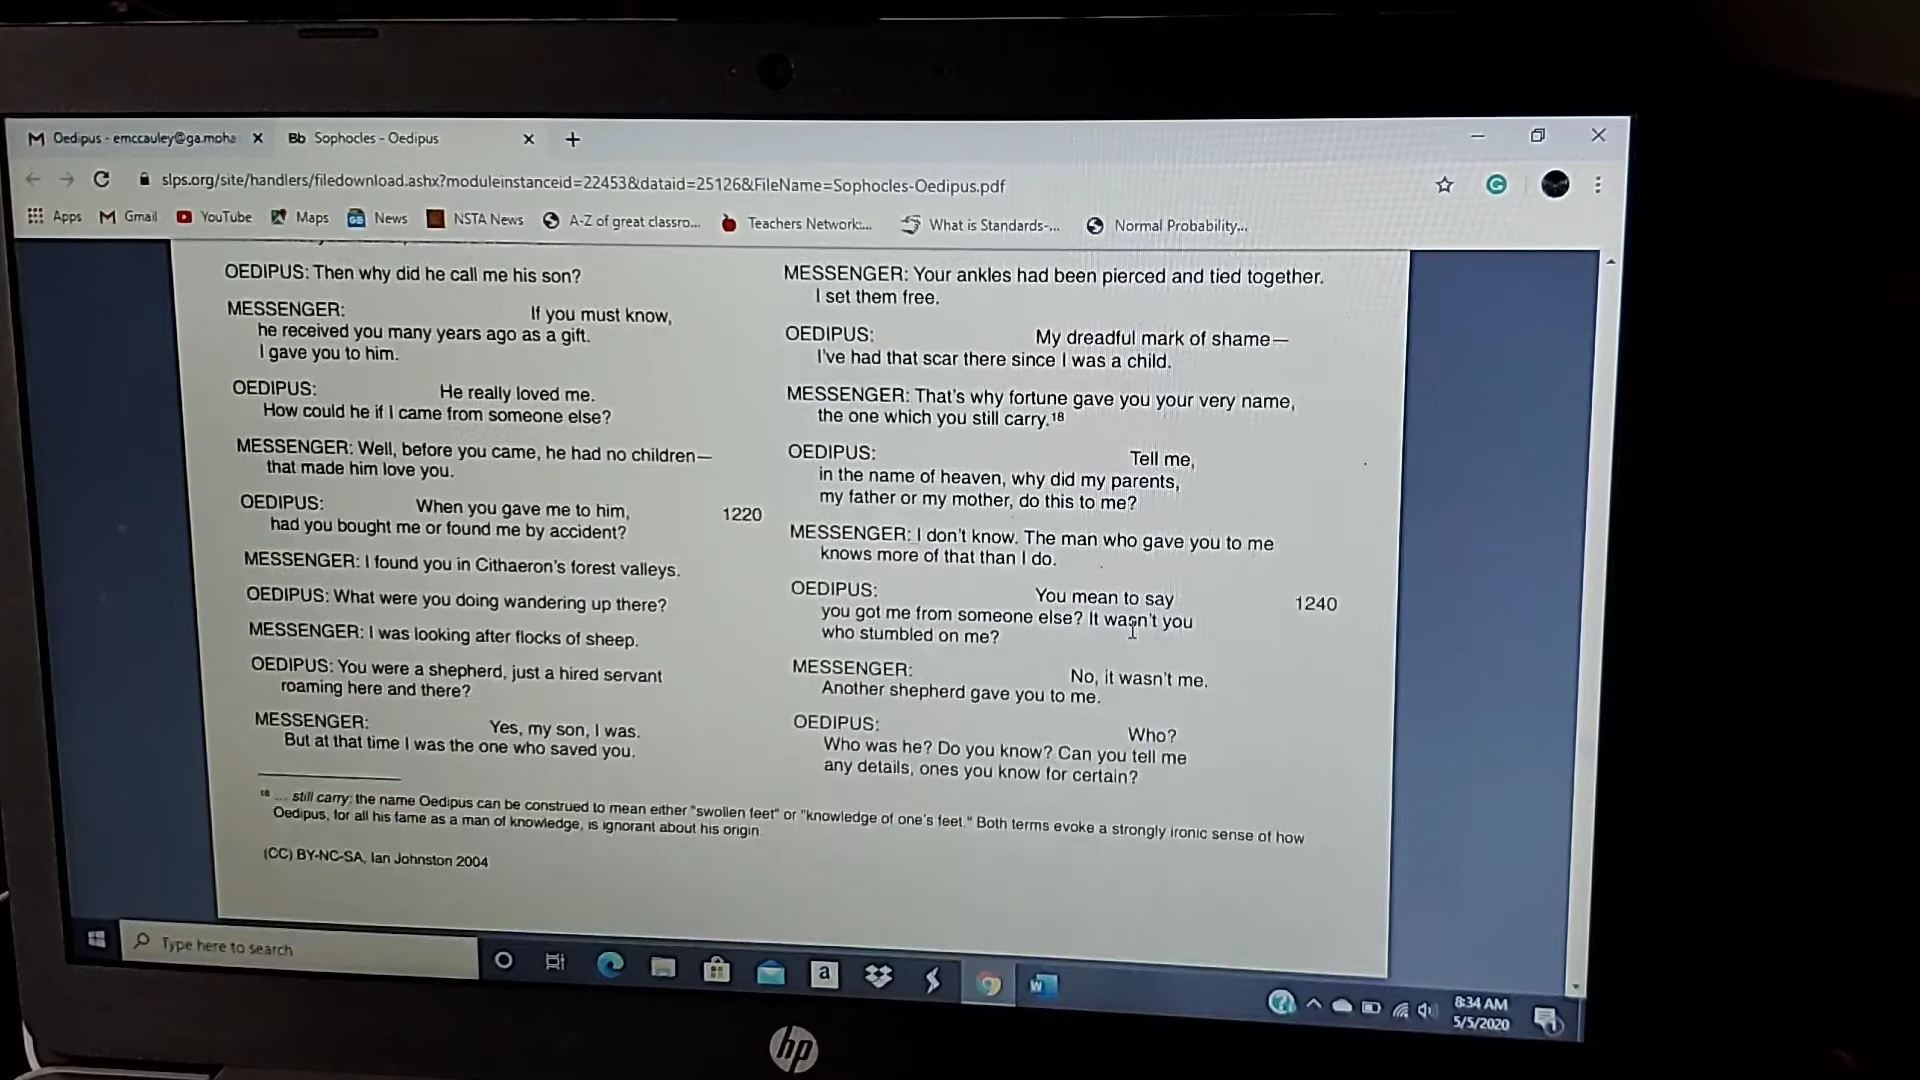 Oedipus - emccauley@ga.moha
Bb Sophocles - Oedipus
slps.org/site/handlers/filedownload.ashx?moduleinstanceid=22453&dataid=25126&FileName=Sophocles-Oedipus.pdf
Apps Gmail YouTube Maps News NSTA News A-Z of great classro... Teachers Network:... What is Standards-... Normal Probability...
OEDIPUS: Then why did he call me his son?
MESSENGER: If you must know,
he received you many years ago as a gift.
I gave you to him.
OEDIPUS: He really loved me.
How could he if I came from someone else?
MESSENGER: Well, before you came, he had no children—
that made him love you.
OEDIPUS: When you gave me to him, 1220
had you bought me or found me by accident?
MESSENGER: I found you in Cithaeron's forest valleys.
OEDIPUS: What were you doing wandering up there?
MESSENGER: I was looking after flocks of sheep.
OEDIPUS: You were a shepherd, just a hired servant
roaming here and there?
MESSENGER: Yes, my son, I was.
But at that time I was the one who saved you.
MESSENGER: Your ankles had been pierced and tied together.
I set them free.
OEDIPUS: My dreadful mark of shame—
I've had that scar there since I was a child.
MESSENGER: That's why fortune gave you your very name,
the one which you still carry.18
OEDIPUS: Tell me,
in the name of heaven, why did my parents,
my father or my mother, do this to me?
MESSENGER: I don't know. The man who gave you to me
knows more of that than I do.
OEDIPUS: You mean to say 1240
you got me from someone else? It wasn't you
who stumbled on me?
MESSENGER: No, it wasn't me.
Another shepherd gave you to me.
OEDIPUS: Who?
Who was he? Do you know? Can you tell me
any details, ones you know for certain?
18 ... still carry: the name Oedipus can be construed to mean either "swollen feet" or "knowledge of one's feet." Both terms evoke a strongly ironic sense of how
Oedipus, for all his fame as a man of knowledge, is ignorant about his origin.
(CC) BY-NC-SA, Ian Johnston 2004
Type here to search
8:34 AM
5/5/2020
hp